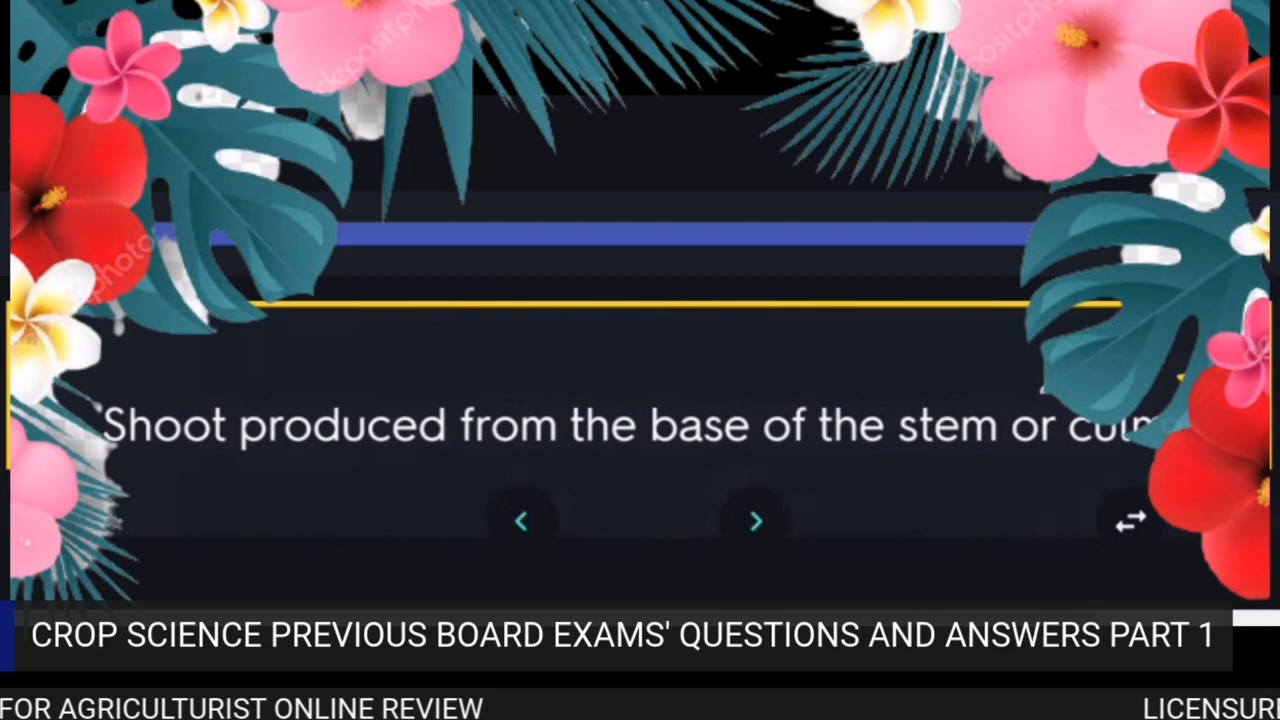 Shoot produced from the base of the stem or culm
CROP SCIENCE PREVIOUS BOARD EXAMS' QUESTIONS AND ANSWERS PART 1
FOR AGRICULTURIST ONLINE REVIEW